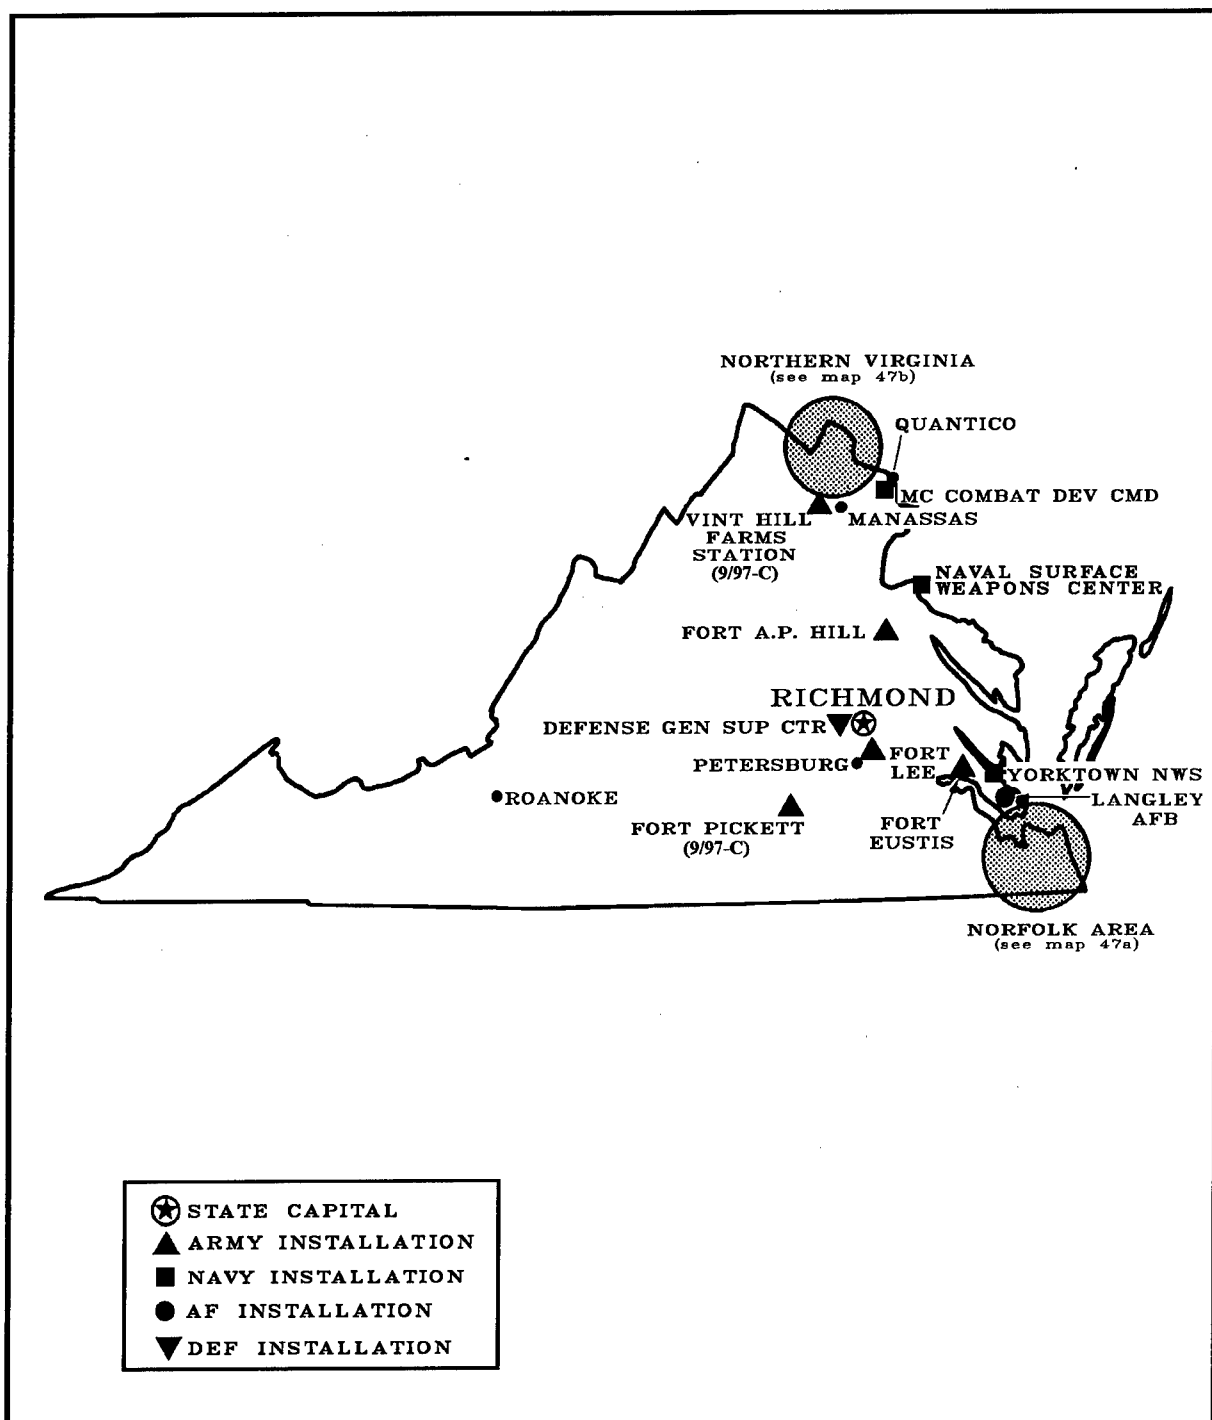 NORTHERN VIRGINIA
(see map 47b)
QUANTICO
MC COMBAT DEV CMD
MANASSAS
VINT HILL
FARMS
STATION
(9/97-C)
NAVAL SURFACE
WEAPONS CENTER
FORT A.P. HILL
RICHMOND
DEFENSE GEN SUP CTR
FORT
LEE
PETERSBURG
YORKTOWN NWS
ROANOKE
LANGLEY
AFB
FORT PICKETT
(9/97-C)
FORT
EUSTIS
NORFOLK AREA
(see map 47a)
STATE CAPITAL
ARMY INSTALLATION
NAVY INSTALLATION
AF INSTALLATION
DEF INSTALLATION